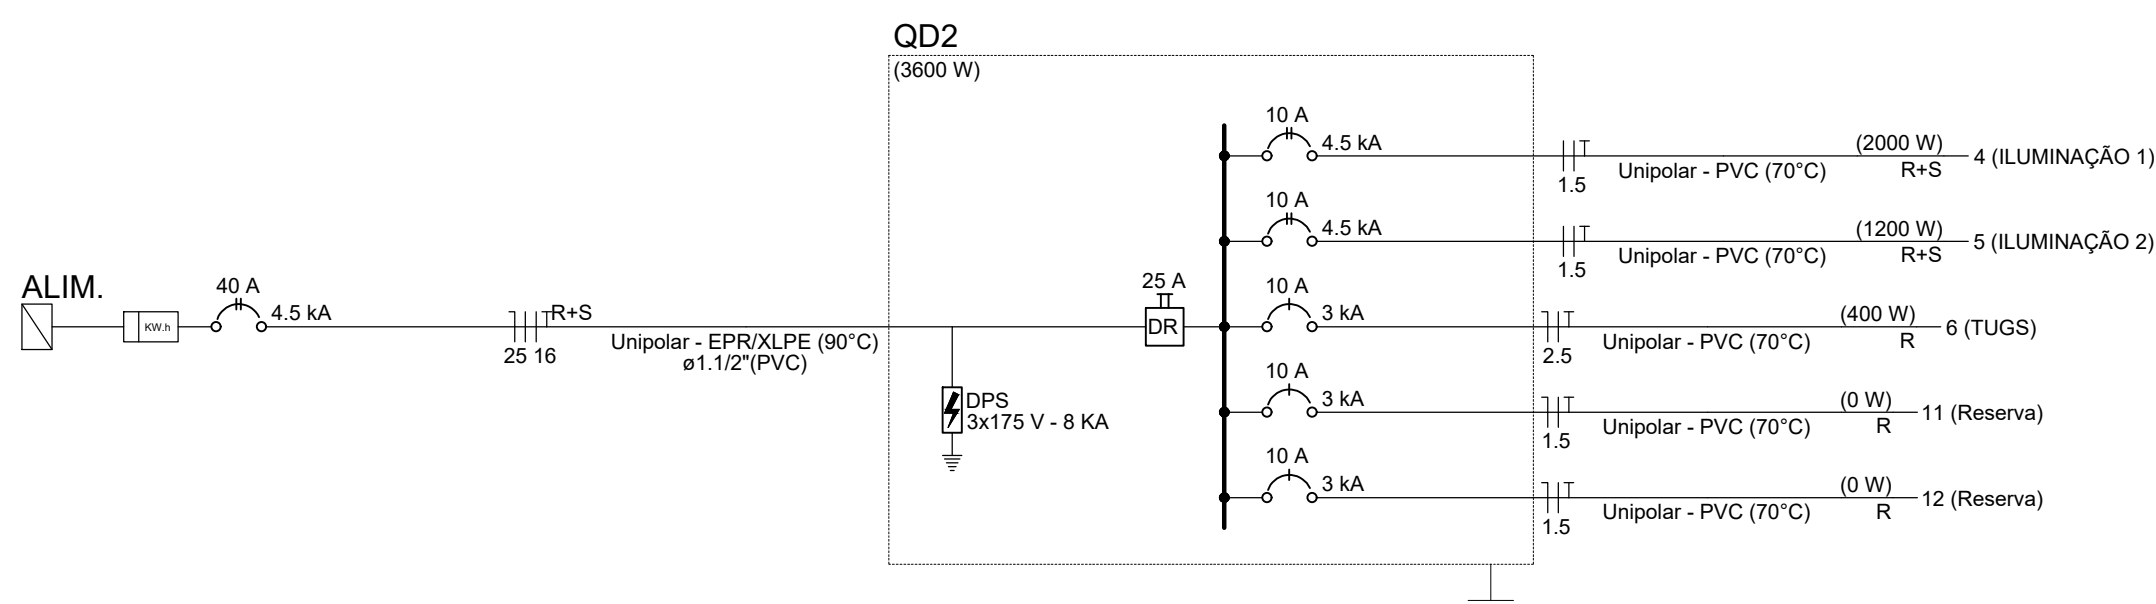 QD2
(3600 W)
10 A
4.5 kA
1.5
Unipolar - PVC (70°C)
(2000 W)
R+S
4 (ILUMINAÇÃO 1)
10 A
4.5 kA
1.5
Unipolar - PVC (70°C)
(1200 W)
R+S
5 (ILUMINAÇÃO 2)
ALIM.
KW.h
40 A
4.5 kA
R+S
25 16
Unipolar - EPR/XLPE (90°C)
ø1.1/2"(PVC)
DPS
3x175 V - 8 KA
25 A
DR
10 A
3 kA
2.5
Unipolar - PVC (70°C)
(400 W)
R
6 (TUGS)
10 A
3 kA
1.5
Unipolar - PVC (70°C)
(0 W)
R
11 (Reserva)
10 A
3 kA
1.5
Unipolar - PVC (70°C)
(0 W)
R
12 (Reserva)